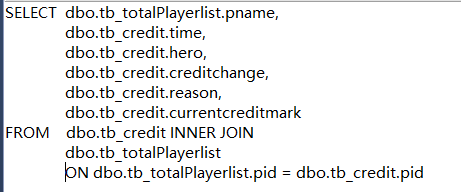 SELECT dbo.tb_totalPlayerlist.pname,
dbo.tb_credit.time,
dbo.tb_credit.hero,
dbo.tb_credit.creditchange,
dbo.tb_credit.reason,
dbo.tb_credit.currentcreditmark
FROM dbo.tb_credit INNER JOIN
dbo.tb_totalPlayerlist
ON dbo.tb_totalPlayerlist.pid = dbo.tb_credit.pid